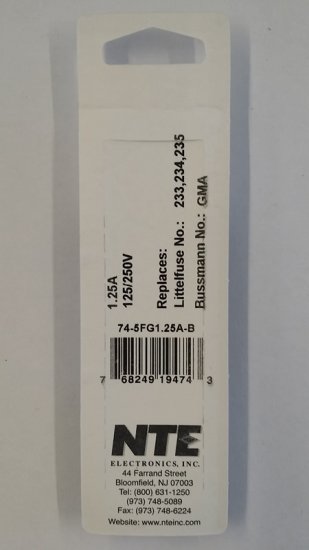 1.25A
125/250V
Replaces:
Littelfuse No.: 233,234,235
Bussmann No.: GMA
74-5FG1.25A-B
7 68249 19474 3
NTE
ELECTRONICS, INC.
44 Farrand Street
Bloomfield, NJ 07003
Tel: (800) 631-1250
(973) 748-5089
Fax: (973) 748-6224
Website: www.nteinc.com